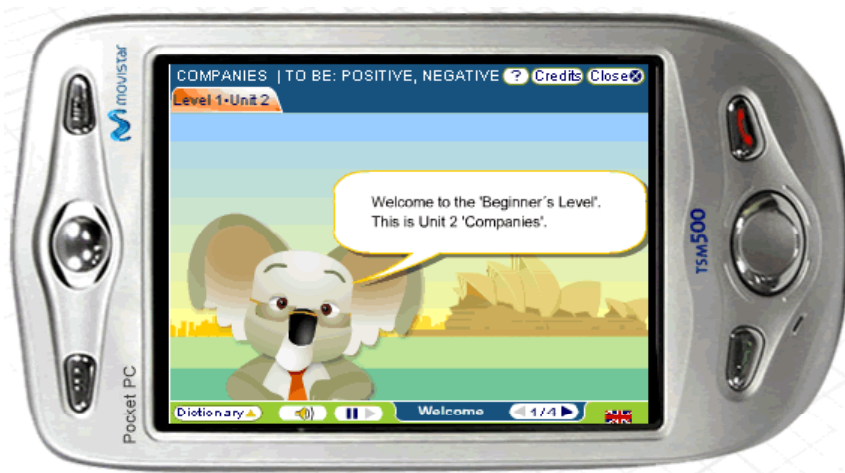 movistar
Pocket PC
COMPANIES | TO BE: POSITIVE, NEGATIVE ? Credits Close
Level 1•Unit 2
Welcome to the 'Beginner´s Level'.
This is Unit 2 'Companies'.
Dictionary
Welcome
1/4
TSM500